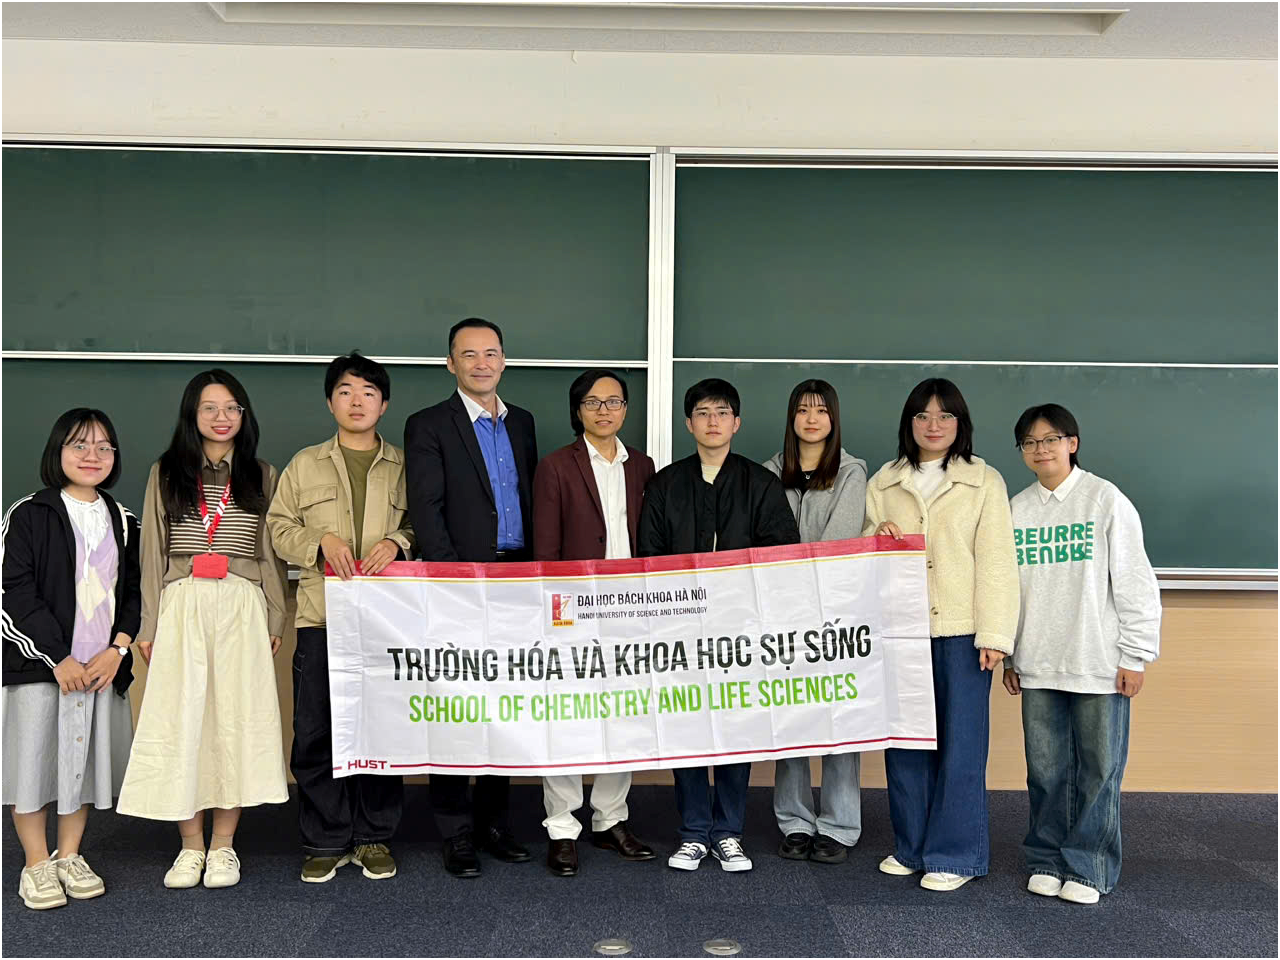 ĐẠI HỌC BÁCH KHOA HÀ NỘI
HANOI UNIVERSITY OF SCIENCE AND TECHNOLOGY
TRƯỜNG HÓA VÀ KHOA HỌC SỰ SỐNG
SCHOOL OF CHEMISTRY AND LIFE SCIENCES
HUST
BEURRE
BEURRE